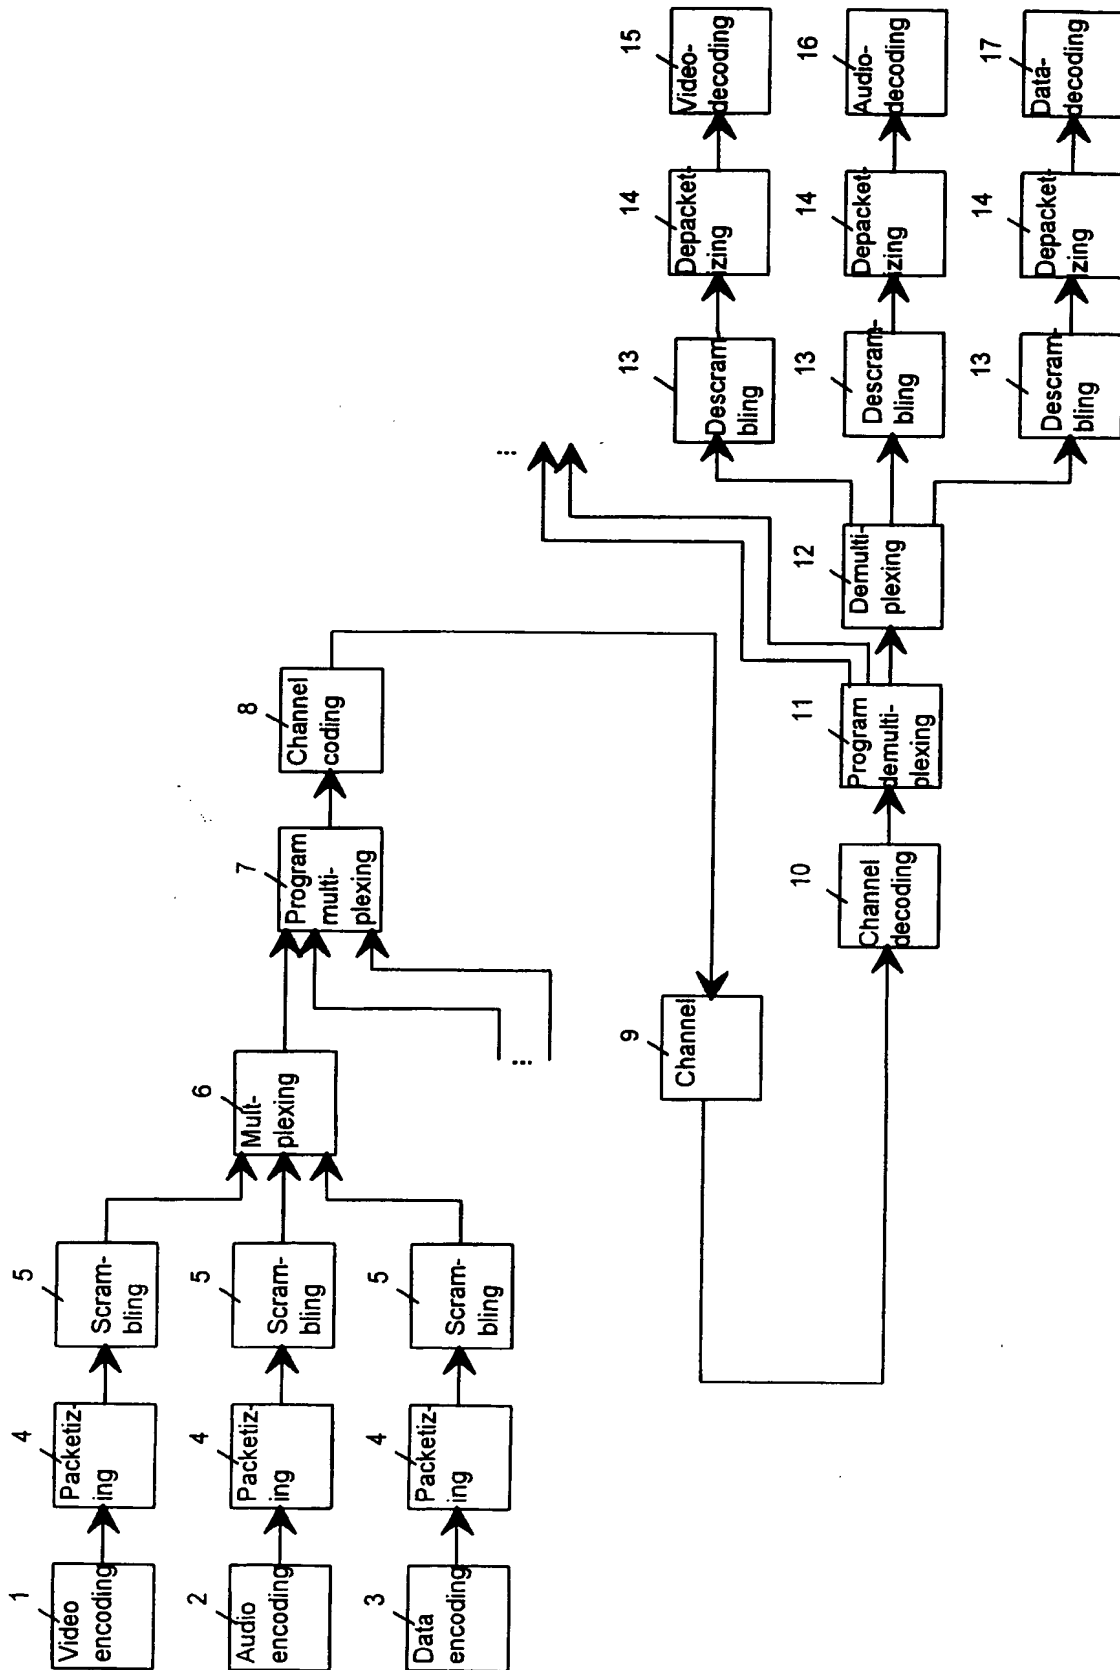 1
Video
encoding
4
Packetiz-
ing
5
Scram-
bling
2
Audio
encoding
4
Packetiz-
ing
5
Scram-
bling
3
Data
encoding
4
Packetiz-
ing
5
Scram-
bling
6
Mult-
plexing
...
7
Program
multi-
plexing
8
Channel
coding
9
Channel
10
Channel
decoding
11
Program
demulti-
plexing
...
12
Demulti-
plexing
13
Descram-
bling
14
Depacket-
izing
15
Video-
decoding
13
Descram-
bling
14
Depacket-
izing
16
Audio-
decoding
13
Descram-
bling
14
Depacket-
izing
17
Data-
decoding